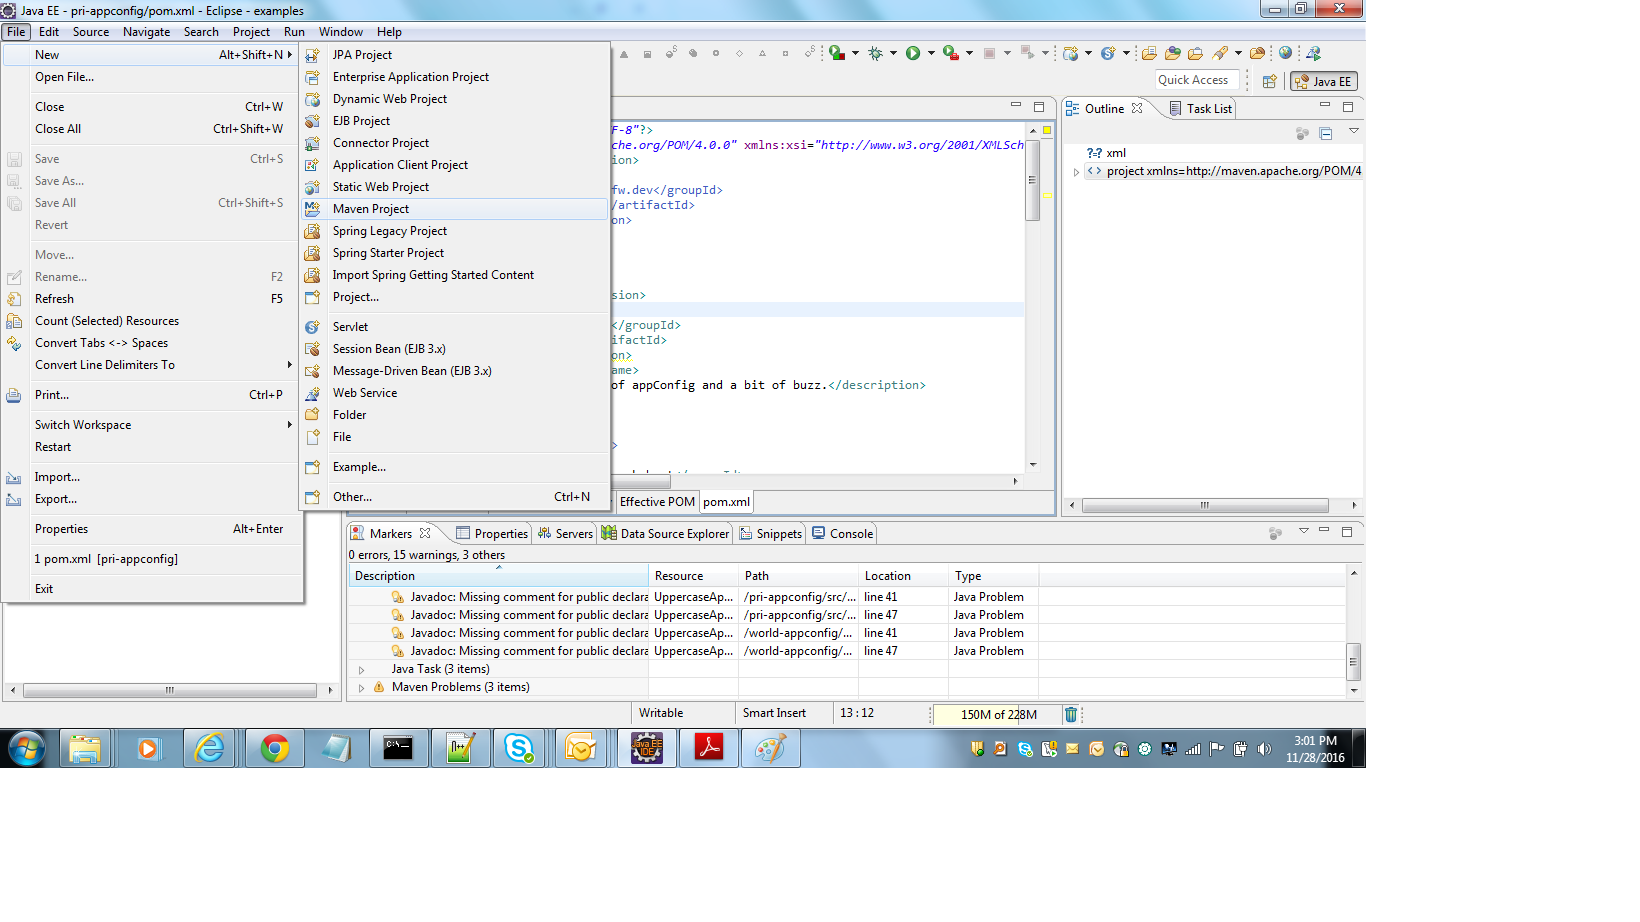 Java EE - pri-appconfig/pom.xml - Eclipse - examples
File Edit Source Navigate Search Project Run Window Help
New Alt+Shift+N
Open File...
Close Ctrl+W
Close All Ctrl+Shift+W
Save Ctrl+S
Save As...
Save All Ctrl+Shift+S
Revert
Move...
Rename... F2
Refresh F5
Count (Selected) Resources
Convert Tabs <-> Spaces
Convert Line Delimiters To
Print... Ctrl+P
Switch Workspace
Restart
Import...
Export...
Properties Alt+Enter
1 pom.xml [pri-appconfig]
Exit
JPA Project
Enterprise Application Project
Dynamic Web Project
EJB Project
Connector Project
Application Client Project
Static Web Project
Maven Project
Spring Legacy Project
Spring Starter Project
Import Spring Getting Started Content
Project...
Servlet
Session Bean (EJB 3.x)
Message-Driven Bean (EJB 3.x)
Web Service
Folder
File
Example...
Other... Ctrl+N
Quick Access
Java EE
F-8"?>
che.org/POM/4.0.0" xmlns:xsi="http://www.w3.org/2001/XMLSch
ion>
fw.dev</groupId>
/artifactId>
on>
sion>
</groupId>
ifactId>
on>
ame>
of appConfig and a bit of buzz.</description>
>
Effective POM pom.xml
Outline Task List
?-? xml
<> project xmlns=http://maven.apache.org/POM/4
Markers Properties Servers Data Source Explorer Snippets Console
0 errors, 15 warnings, 3 others
Description Resource Path Location Type
Javadoc: Missing comment for public declara UppercaseAp... /pri-appconfig/src/... line 41 Java Problem
Javadoc: Missing comment for public declara UppercaseAp... /pri-appconfig/src/... line 47 Java Problem
Javadoc: Missing comment for public declara UppercaseAp... /world-appconfig/... line 41 Java Problem
Javadoc: Missing comment for public declara UppercaseAp... /world-appconfig/... line 47 Java Problem
Java Task (3 items)
Maven Problems (3 items)
Writable Smart Insert 13 : 12 150M of 228M
C:\_
Java EE
IDE
3:01 PM
11/28/2016